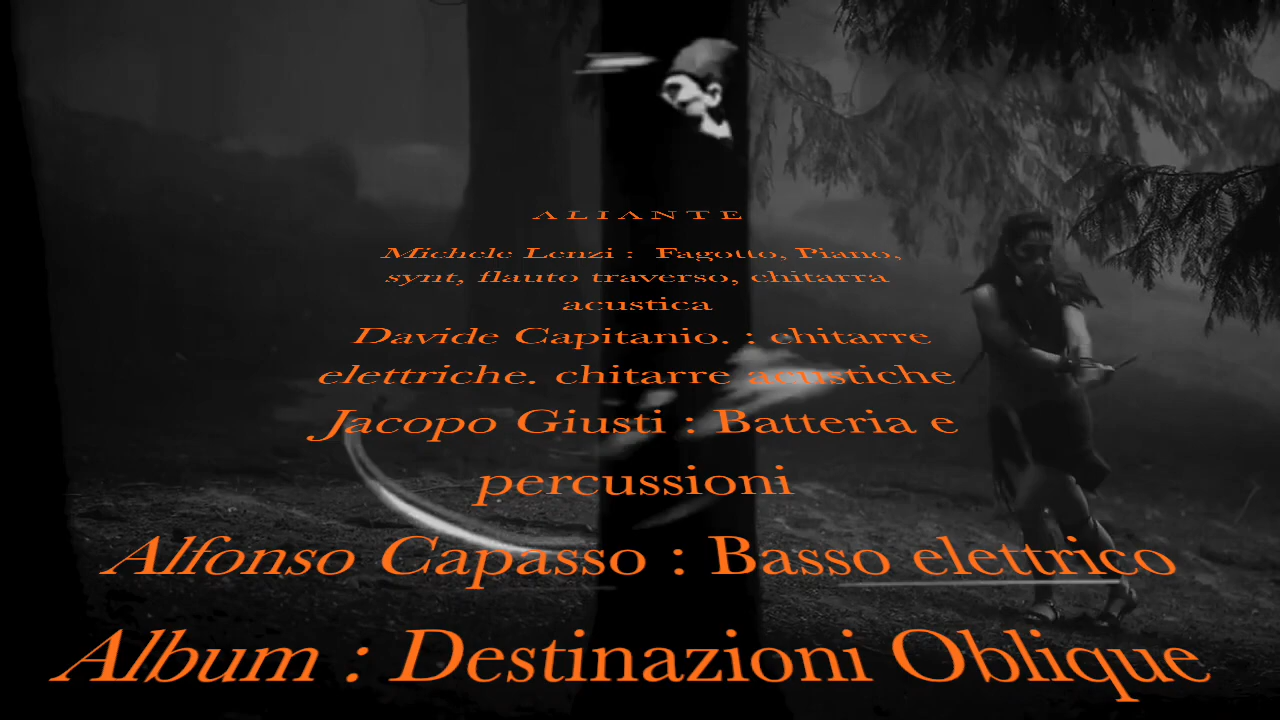 ALIANTE
Michele Lenzi : Fagotto, Piano,
synt, flauto traverso, chitarra
acustica
Davide Capitanio. : chitarre
elettriche. chitarre acustiche
Jacopo Giusti : Batteria e
percussioni
Alfonso Capasso : Basso elettrico
Album : Destinazioni Oblique